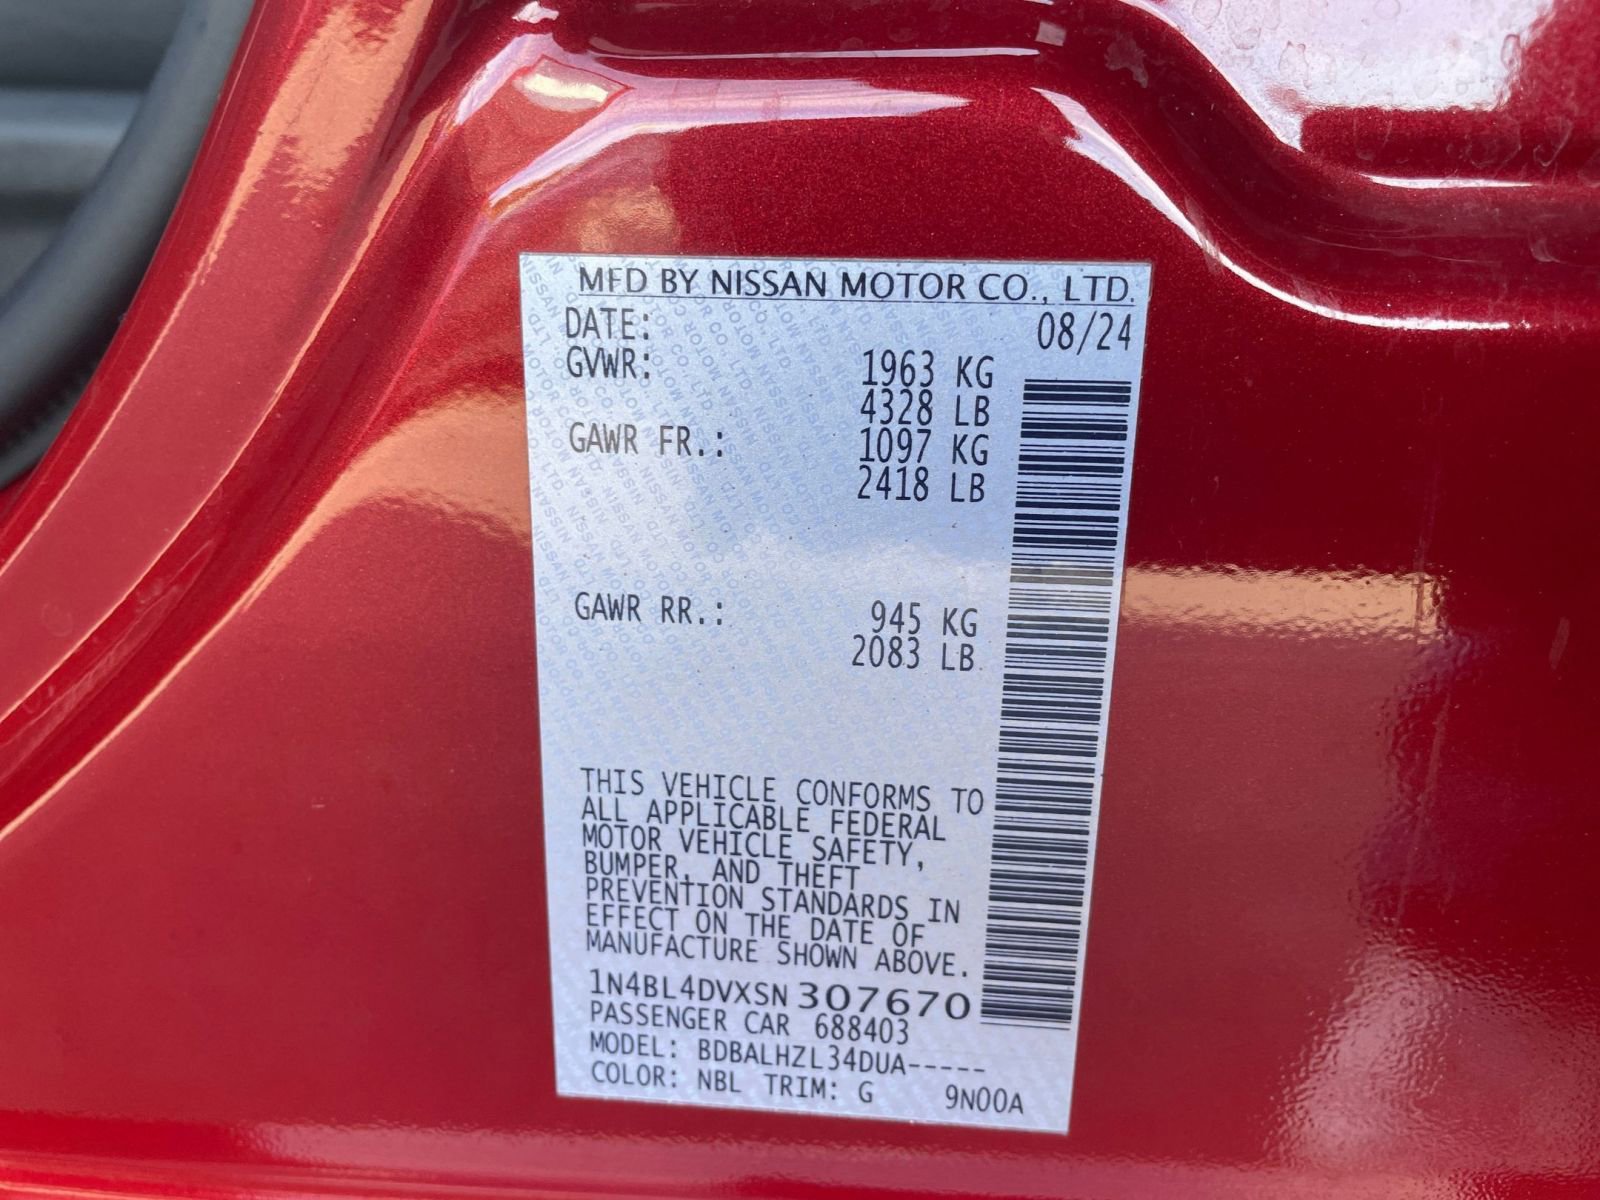 MFD BY NISSAN MOTOR CO., LTD.
DATE: 08/24
GVWR: 1963 KG
4328 LB
GAWR FR.: 1097 KG
2418 LB
GAWR RR.: 945 KG
2083 LB
THIS VEHICLE CONFORMS TO
ALL APPLICABLE FEDERAL
MOTOR VEHICLE SAFETY,
BUMPER, AND THEFT
PREVENTION STANDARDS IN
EFFECT ON THE DATE OF
MANUFACTURE SHOWN ABOVE.
1N4BL4DVXSN 307670
PASSENGER CAR 688403
MODEL: BDBALHZL34DUA-----
COLOR: NBL TRIM: G 9N00A